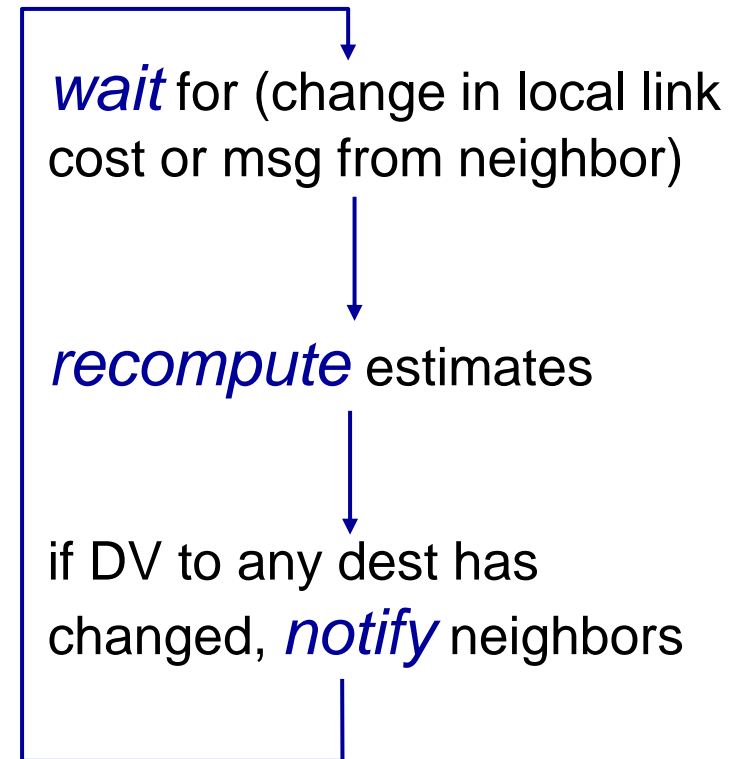 wait for (change in local link
cost or msg from neighbor)
recompute estimates
if DV to any dest has
changed, notify neighbors